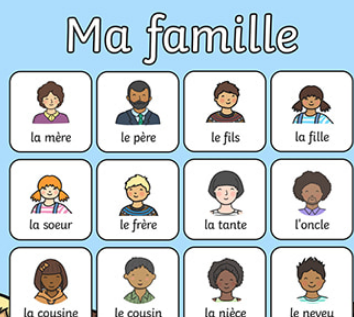 Ma famille
la mère le père le fils la fille
la soeur le frère la tante l'oncle
la cousine le cousin la nièce le neveu